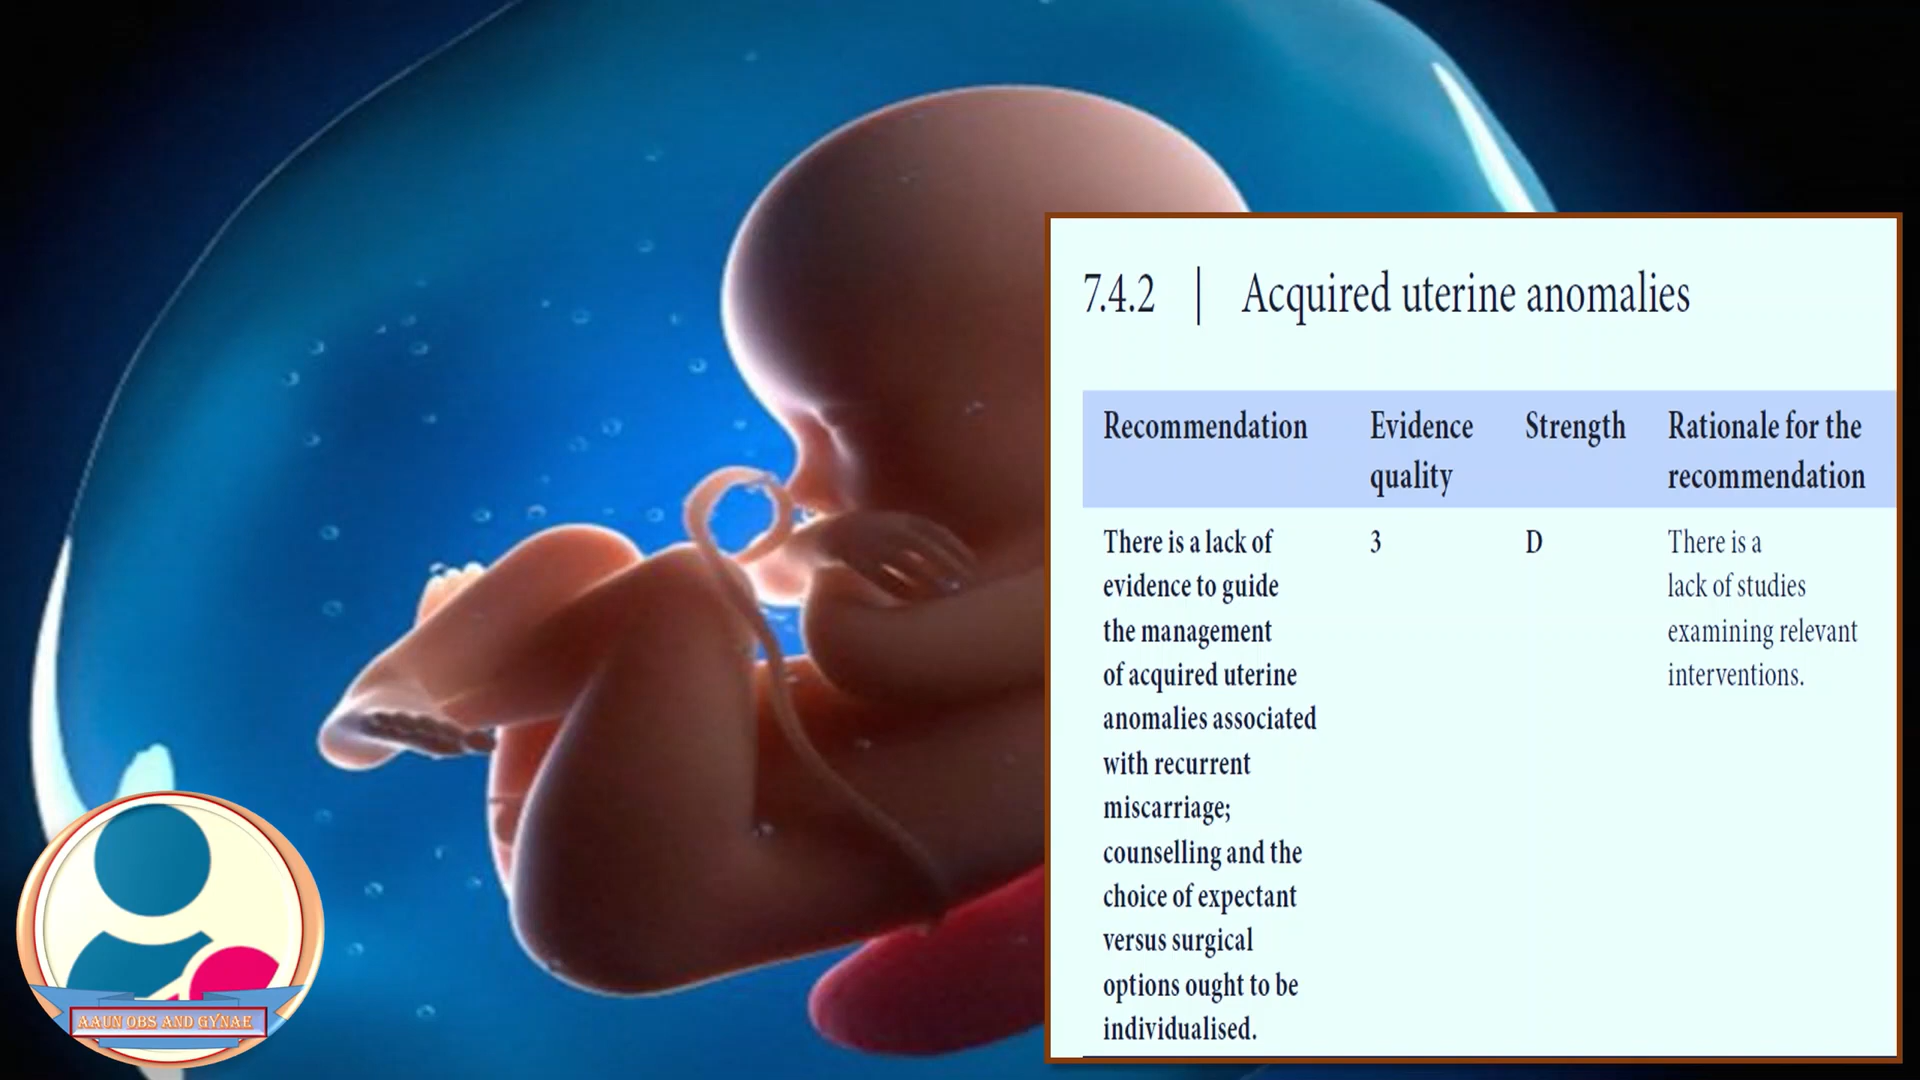 7.4.2 | Acquired uterine anomalies
Recommendation
Evidence
quality
Strength
Rationale for the
recommendation
There is a lack of
evidence to guide
the management
of acquired uterine
anomalies associated
with recurrent
miscarriage;
counselling and the
choice of expectant
versus surgical
options ought to be
individualised.
3
D
There is a
lack of studies
examining relevant
interventions.
AAUN OBS AND GYNAE